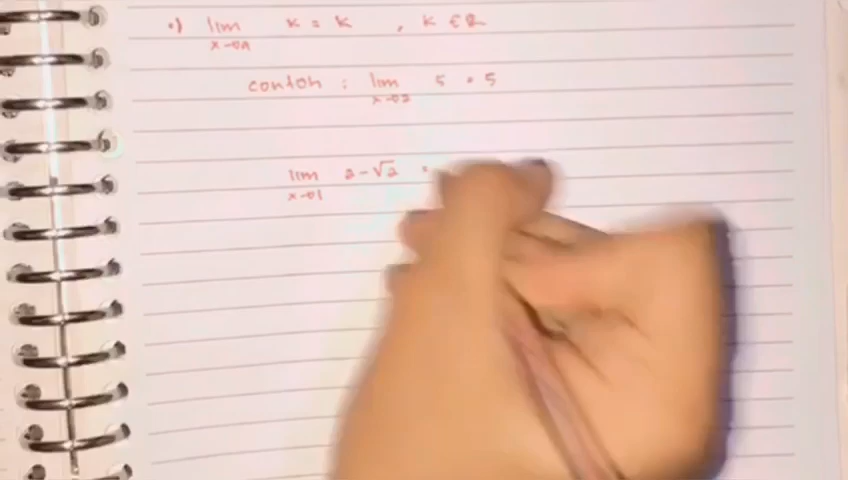 •) lim k = k , k ∈ R
x→a
contoh : lim 5 = 5
x→2
lim 2-√2 =
x→1